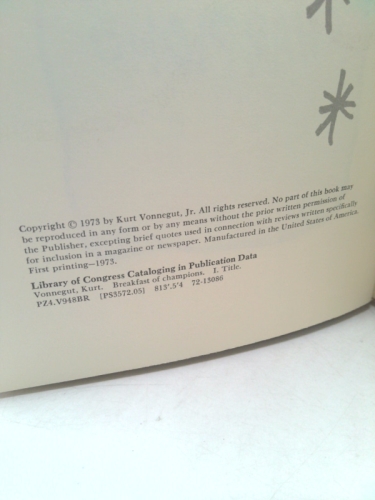 Copyright © 1973 by Kurt Vonnegut, Jr. All rights reserved. No part of this book may
be reproduced in any form or by any means without the prior written permission of
the Publisher, excepting brief quotes used in connection with reviews written specifically
for inclusion in a magazine or newspaper. Manufactured in the United States of America.
First printing—1973.
Library of Congress Cataloging in Publication Data
Vonnegut, Kurt. Breakfast of champions. I. Title.
PZ4.V948BR [PS3572.O5] 813'.5'4 72-13086